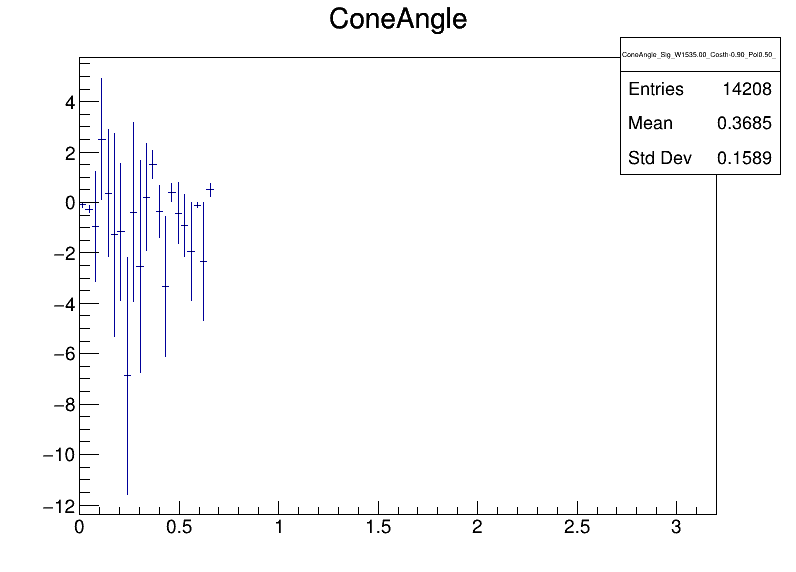 ConeAngle
ConeAngle_Sig_W1535.00_Costh-0.90_Pol0.50_
Entries 14208
Mean 0.3685
Std Dev 0.1589
4
2
0
−2
−4
−6
−8
−10
−12
0 0.5 1 1.5 2 2.5 3